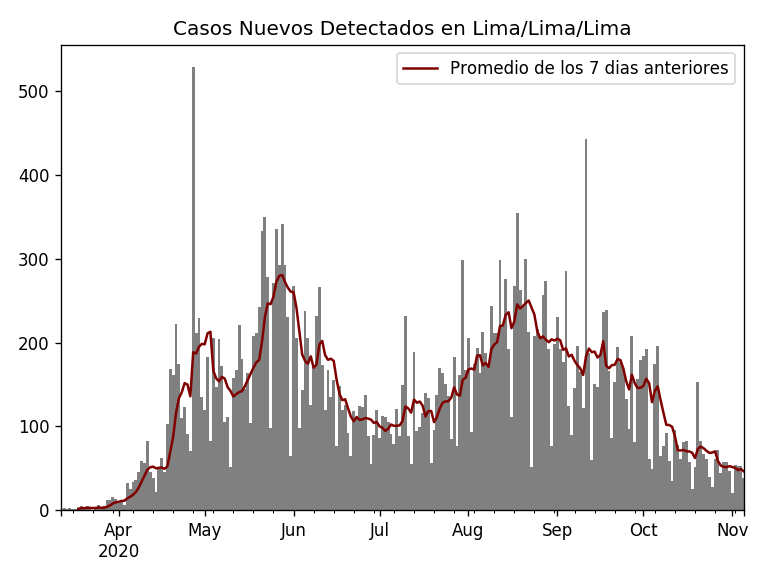 Casos Nuevos Detectados en Lima/Lima/Lima
Promedio de los 7 dias anteriores
500
400
300
200
100
0
Apr May Jun Jul Aug Sep Oct Nov
2020